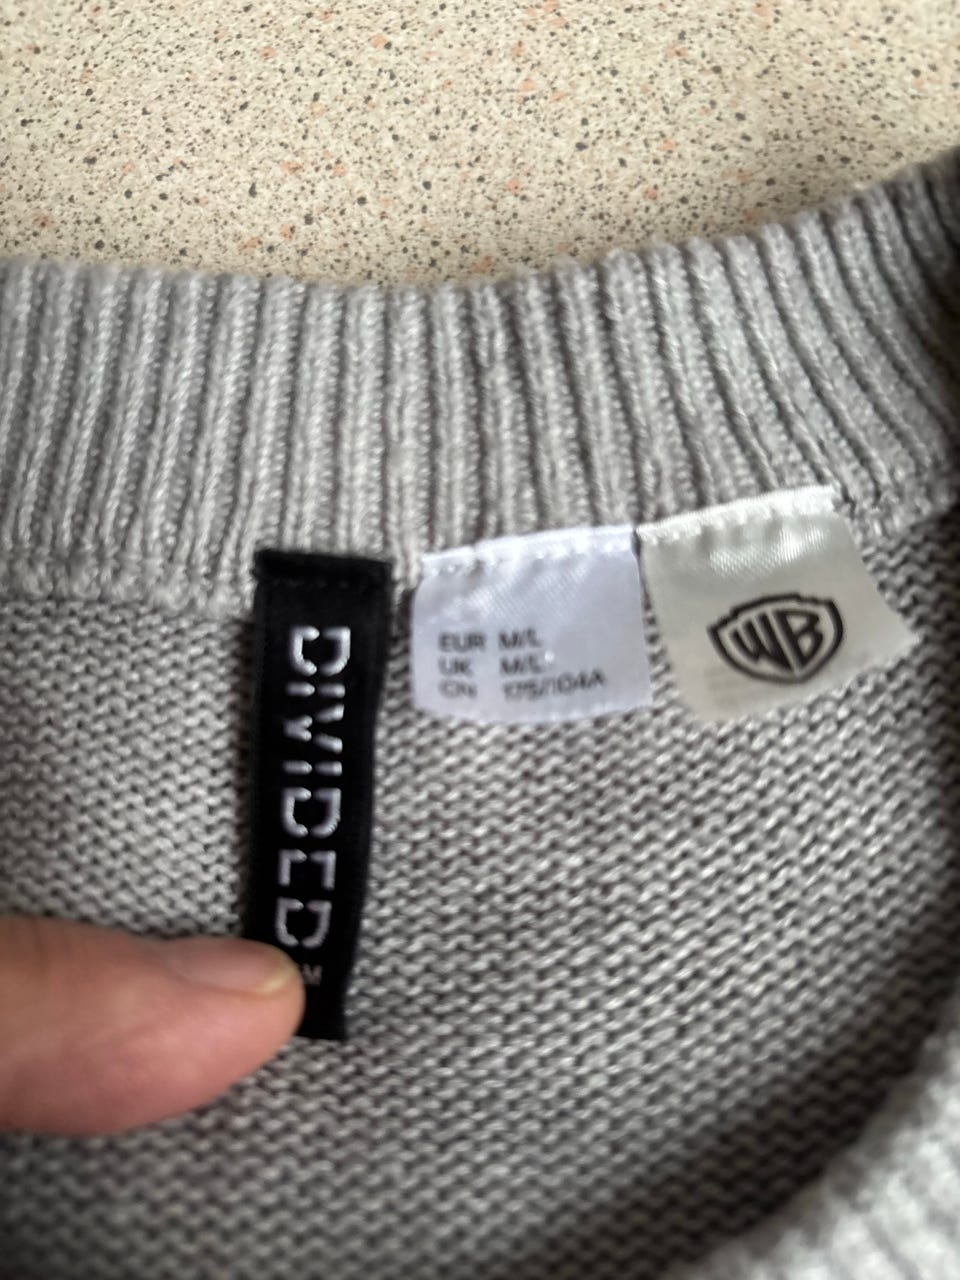 DIVIDED
EUR M/L
UK M/L
CN 175/104A
WB